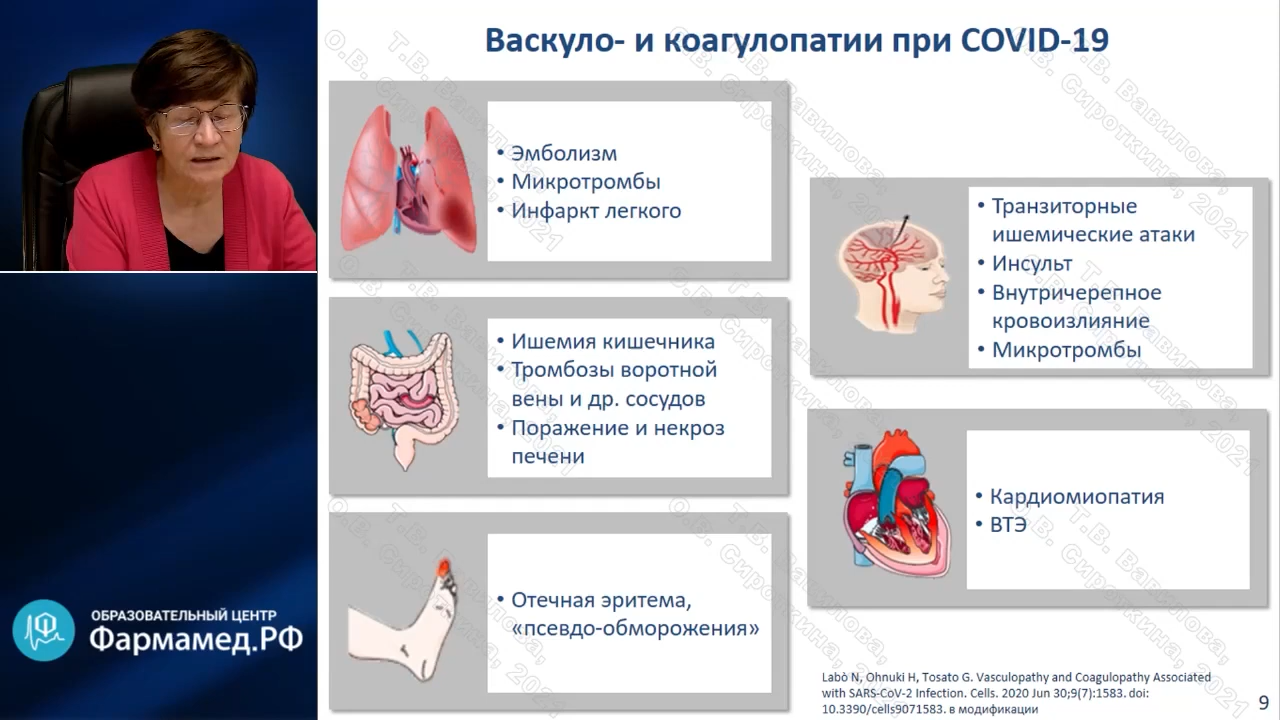 Васкуло- и коагулопатии при COVID-19
• Эмболизм
• Микротромбы
• Инфаркт легкого
• Ишемия кишечника
• Тромбозы воротной
вены и др. сосудов
• Поражение и некроз
печени
• Отечная эритема,
«псевдо-обморожения»
• Транзиторные
ишемические атаки
• Инсульт
• Внутричерепное
кровоизлияние
• Микротромбы
• Кардиомиопатия
• ВТЭ
Labò N, Ohnuki H, Tosato G. Vasculopathy and Coagulopathy Associated
with SARS-CoV-2 Infection. Cells. 2020 Jun 30;9(7):1583. doi:
10.3390/cells9071583. в модификации
9
ОБРАЗОВАТЕЛЬНЫЙ ЦЕНТР
Фармамед.РФ
Т.В. Вавилова,
О.В. Сироткина, 2021